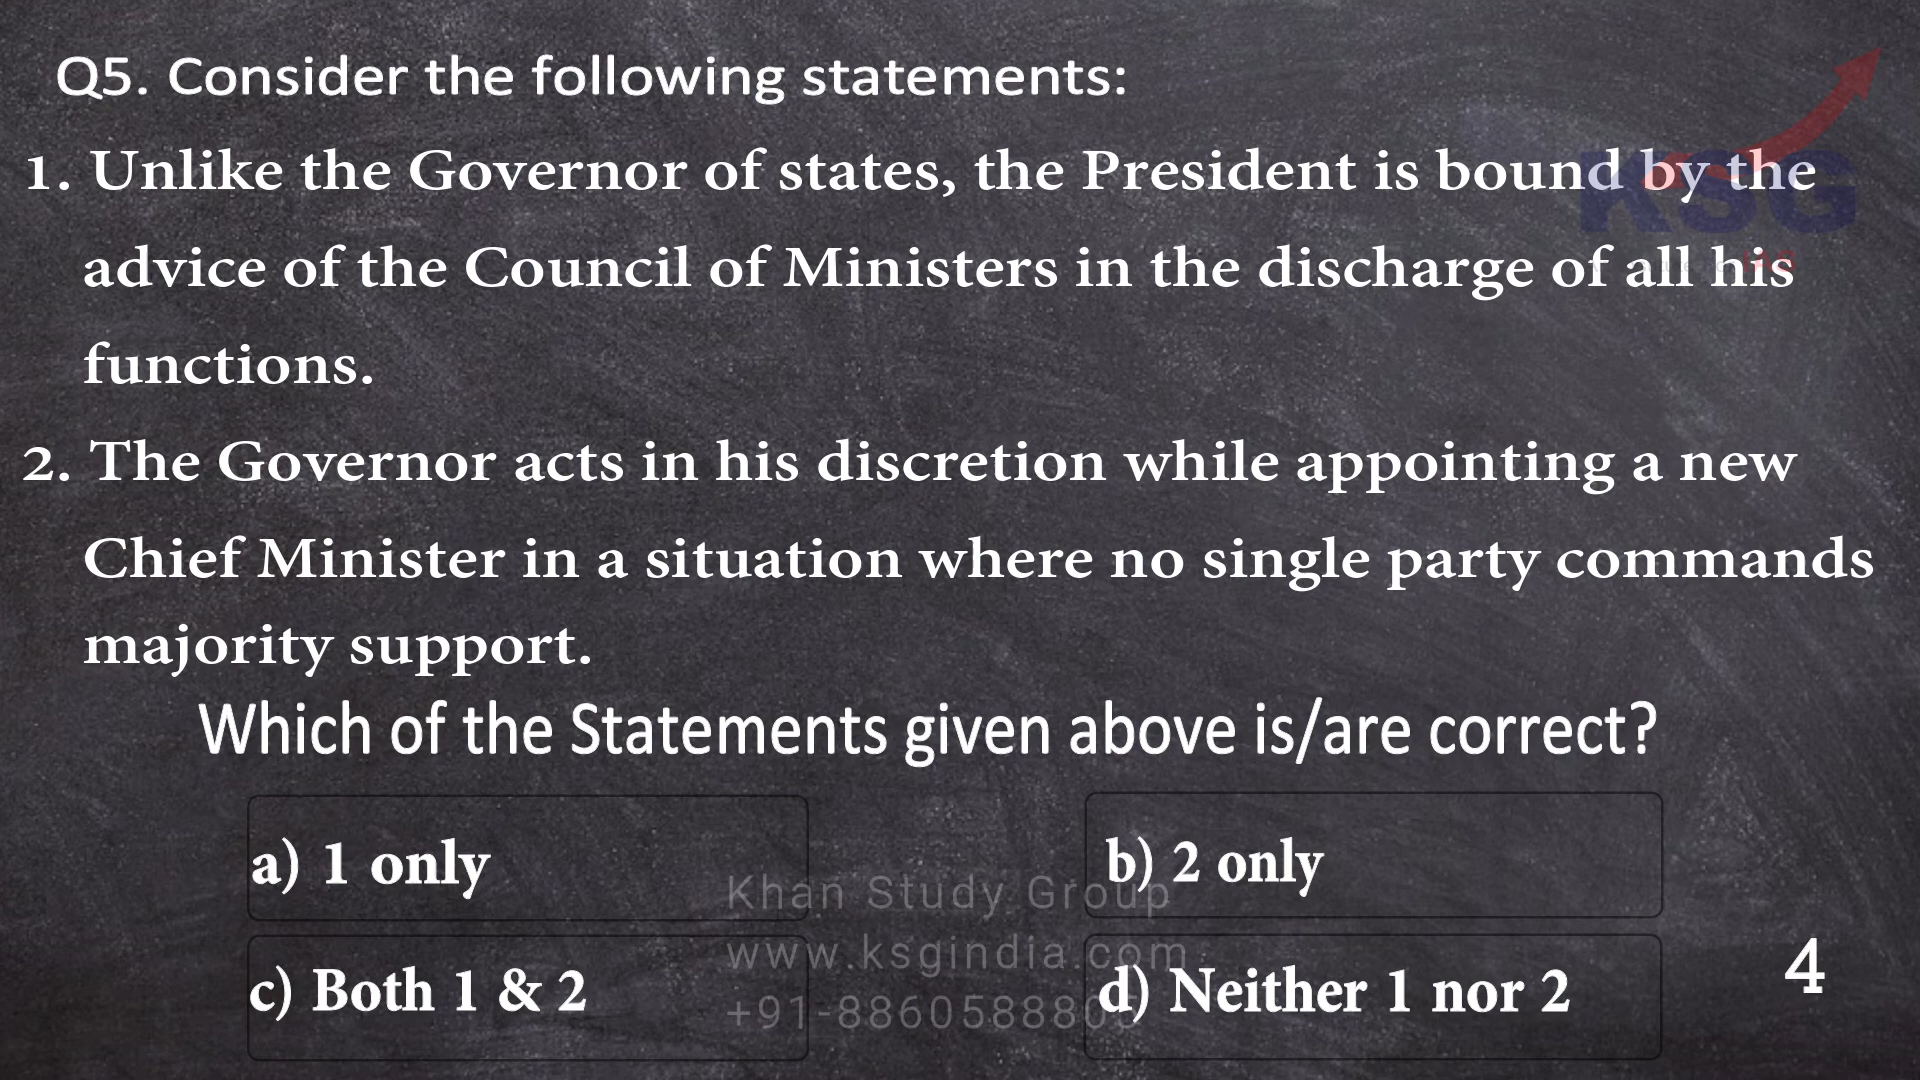 Q5. Consider the following statements:
1. Unlike the Governor of states, the President is bound by the
advice of the Council of Ministers in the discharge of all his
functions.
2. The Governor acts in his discretion while appointing a new
Chief Minister in a situation where no single party commands
majority support.
Which of the Statements given above is/are correct?
a) 1 only
b) 2 only
c) Both 1 & 2
d) Neither 1 nor 2
4
KSG
IAS
Khan Study Group
www.ksgindia.com